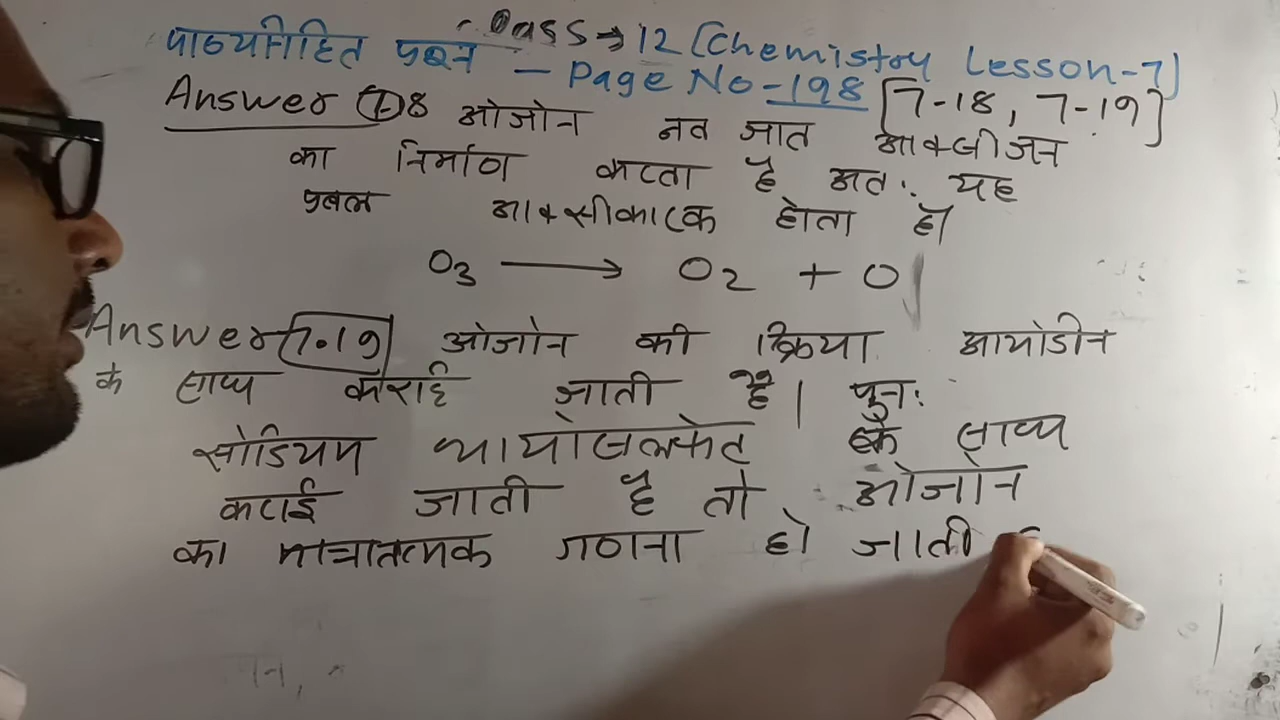 Class → 12 [Chemistry Lesson-7]
पाठ्यनिहित प्रश्न - Page No-198 [7-18, 7-19]
Answer 7.18 ओजोन नव जात आक्सीजन
का निर्माण करता है अतः यह
प्रबल आक्सीकारक होता है।
O₃ → O₂ + O
Answer 7.19 ओजोन की क्रिया आयोडीन
के साथ कराई जाती है। पुनः
सोडियम थायोसल्फेट के साथ
कराई जाती है तो ओजोन
का मात्रात्मक गणना हो जाती